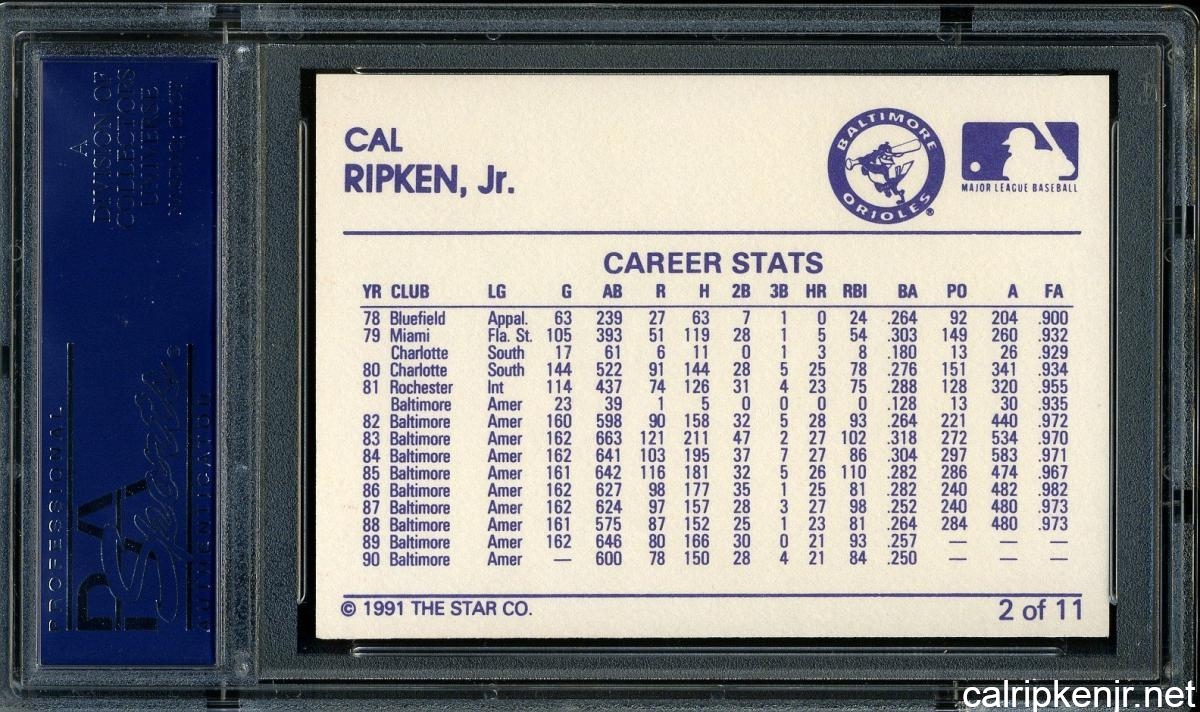 A
DIVISION OF
COLLECTORS
UNIVERSE
PROFESSIONAL
PSA
Sports
AUTHENTICATOR
CAL
RIPKEN, Jr.
BALTIMORE
ORIOLES®
MAJOR LEAGUE BASEBALL
CAREER STATS
YR CLUB LG G AB R H 2B 3B HR RBI BA PO A FA
78 Bluefield Appal. 63 239 27 63 7 1 0 24 .264 92 204 .900
79 Miami Fla. St. 105 393 51 119 28 1 5 54 .303 149 260 .932
Charlotte South 17 61 6 11 0 1 3 8 .180 13 26 .929
80 Charlotte South 144 522 91 144 28 5 25 78 .276 151 341 .934
81 Rochester Int 114 437 74 126 31 4 23 75 .288 128 320 .955
Baltimore Amer 23 39 1 5 0 0 0 0 .128 13 30 .935
82 Baltimore Amer 160 598 90 158 32 5 28 93 .264 221 440 .972
83 Baltimore Amer 162 663 121 211 47 2 27 102 .318 272 534 .970
84 Baltimore Amer 162 641 103 195 37 7 27 86 .304 297 583 .971
85 Baltimore Amer 161 642 116 181 32 5 26 110 .282 286 474 .967
86 Baltimore Amer 162 627 98 177 35 1 25 81 .282 240 482 .982
87 Baltimore Amer 162 624 97 157 28 3 27 98 .252 240 480 .973
88 Baltimore Amer 161 575 87 152 25 1 23 81 .264 284 480 .973
89 Baltimore Amer 162 646 80 166 30 0 21 93 .257 — — —
90 Baltimore Amer — 600 78 150 28 4 21 84 .250 — — —
© 1991 THE STAR CO.
2 of 11
calripkenjr.net